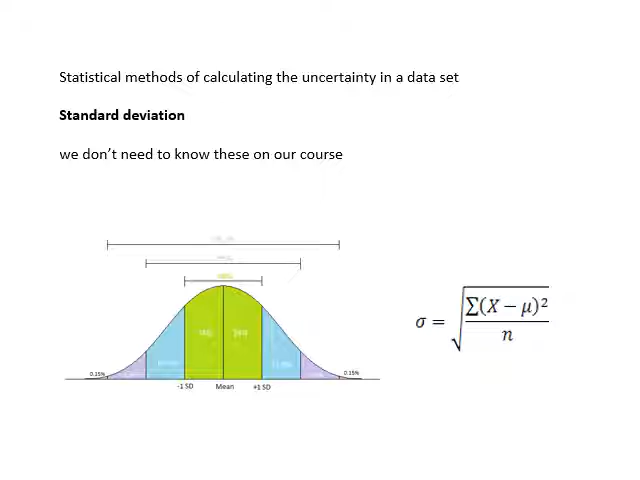 Statistical methods of calculating the uncertainty in a data set
Standard deviation
we don't need to know these on our course
σ = √(∑(X − μ)² / n)
0.15%
0.15%
-1 SD Mean +1 SD